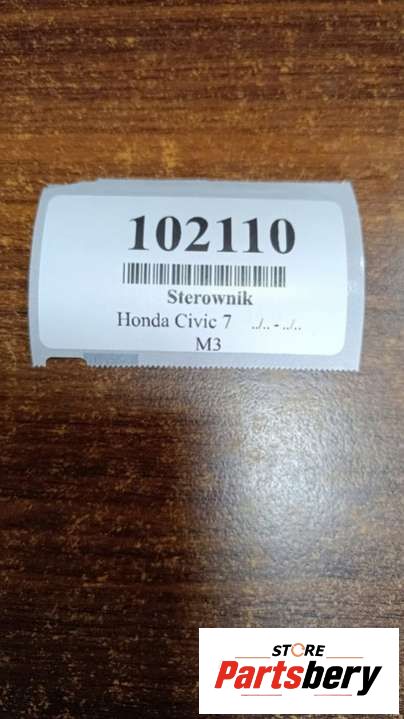 102110
Sterownik
Honda Civic 7 ../.. - ../..
M3
STORE
Partsbery